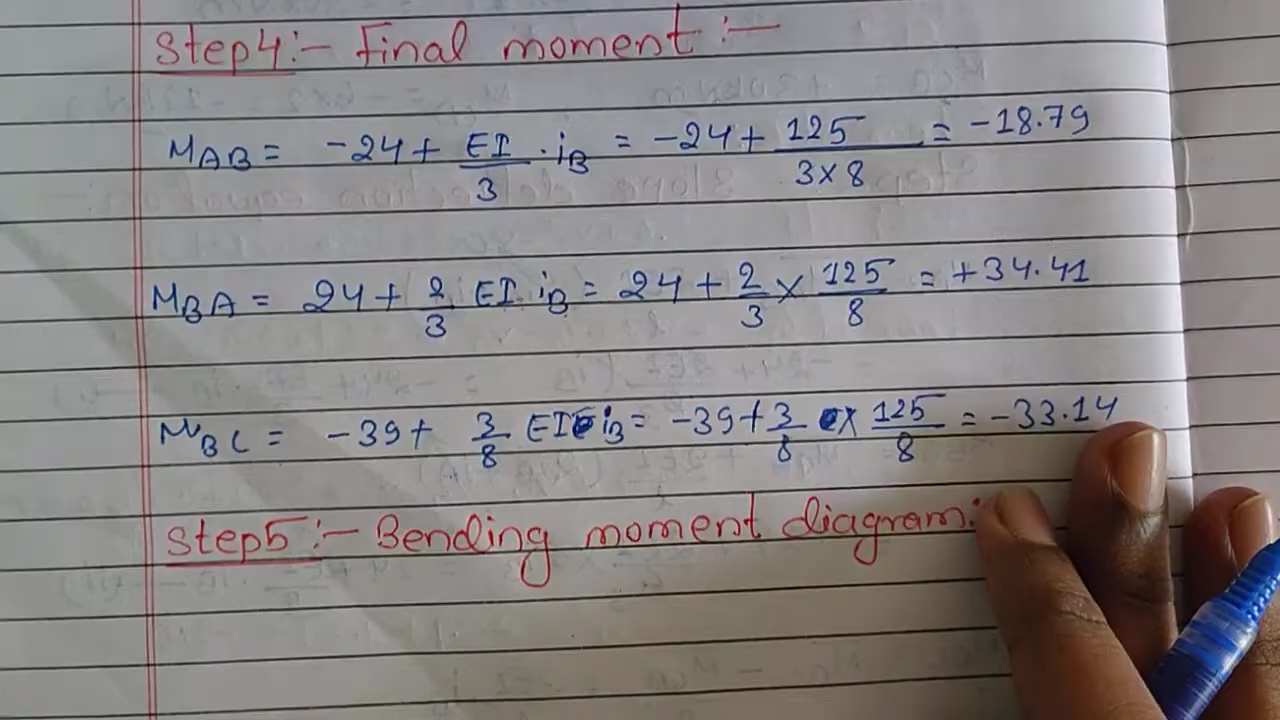 Step4:- Final moment:-
MAB = -24 + EI/3 · iB = -24 + 125/3×8 = -18.79
MBA = 24 + 2/3 EI iB = 24 + 2/3 × 125/8 = +34.41
MBC = -39 + 3/8 EI iB = -39 + 3/8 × 125/8 = -33.14
Step5:- Bending moment diagram:-